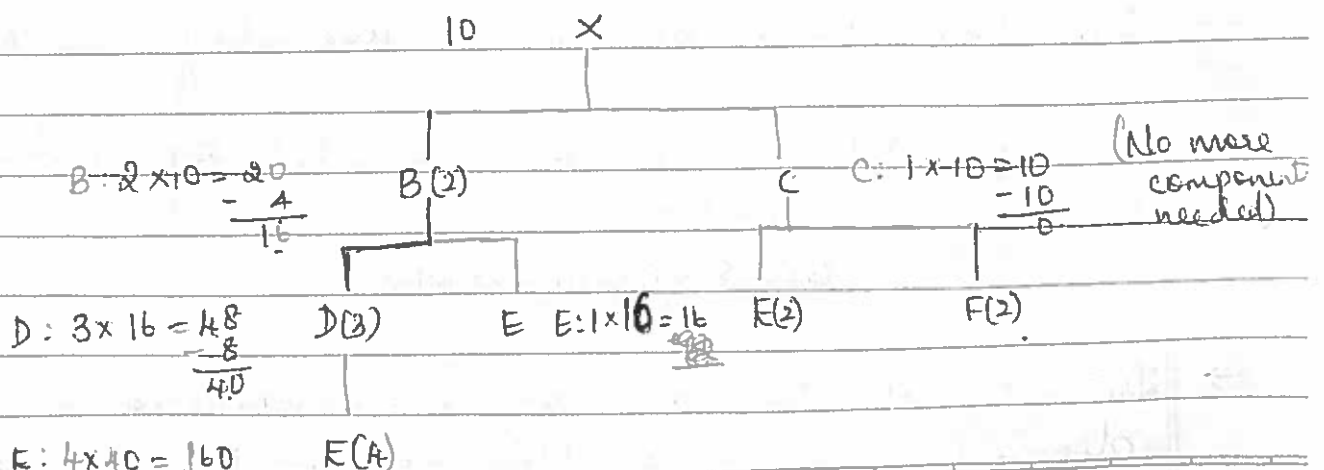 10 X
B: 2 x 10 = 20 B(2) C C: 1 x 10 = 10 (No more
- 4 - 10 component
16 0 needed)
D: 3 x 16 = 48 D(3) E E: 1 x 16 = 16 E(2) F(2)
- 8
40
E: 4 x 40 = 160 E(4)